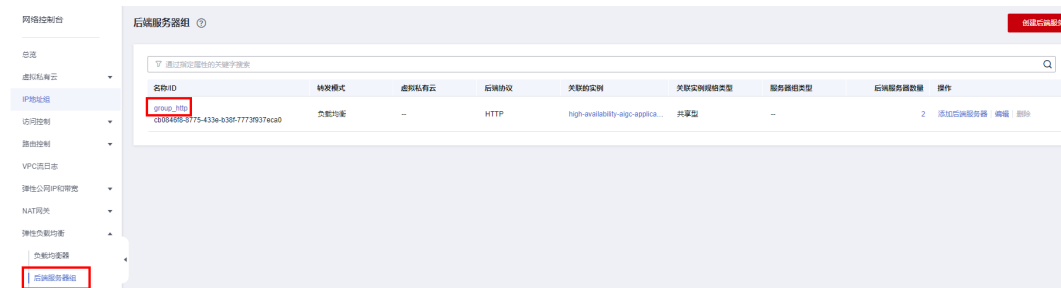 网络控制台
总览
虚拟私有云
IP地址组
访问控制
路由控制
VPC流日志
弹性公网IP和带宽
NAT网关
弹性负载均衡
负载均衡器
后端服务器组
后端服务器组
创建后端服务
通过指定属性的关键字搜索
名称/ID 转发模式 虚拟私有云 后端协议 关联的实例 关联实例规格类型 服务器组类型 后端服务器数量 操作
group_http 负载均衡 -- HTTP high-availability-aigc-applica... 共享型 -- 2 添加后端服务器 编辑 删除
cb0846f8-8775-433e-b38f-7773f937eca0